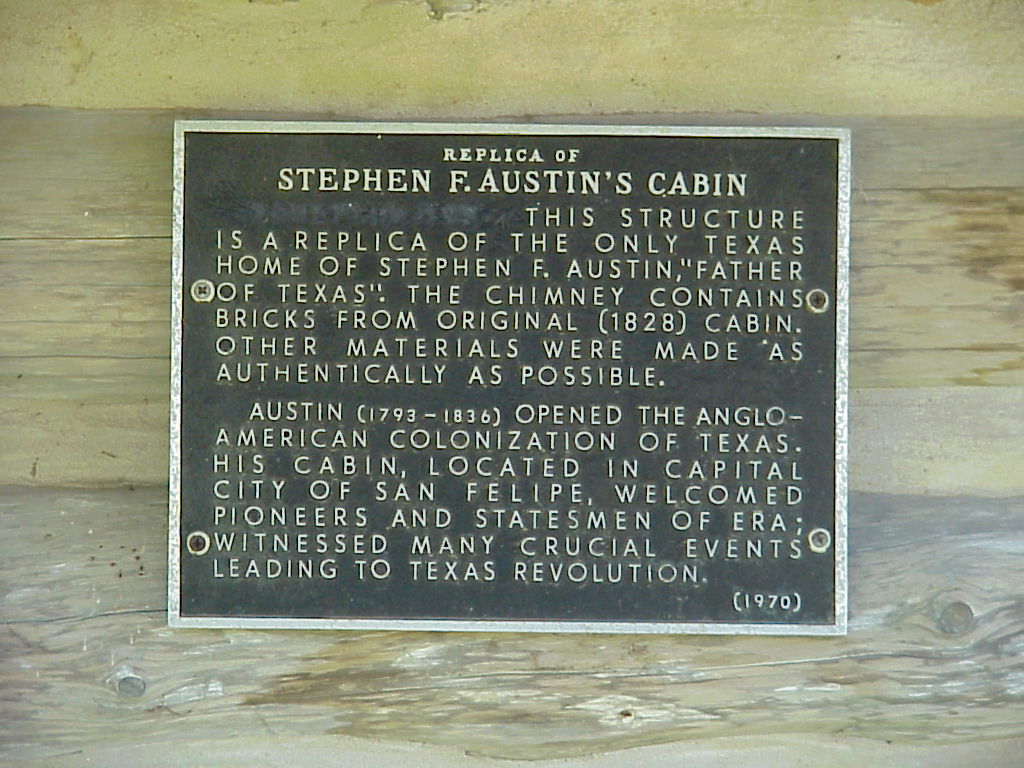 REPLICA OF
STEPHEN F. AUSTIN'S CABIN
THIS STRUCTURE
IS A REPLICA OF THE ONLY TEXAS
HOME OF STEPHEN F. AUSTIN, "FATHER
OF TEXAS". THE CHIMNEY CONTAINS
BRICKS FROM ORIGINAL (1828) CABIN.
OTHER MATERIALS WERE MADE AS
AUTHENTICALLY AS POSSIBLE.
AUSTIN (1793-1836) OPENED THE ANGLO-
AMERICAN COLONIZATION OF TEXAS.
HIS CABIN, LOCATED IN CAPITAL
CITY OF SAN FELIPE, WELCOMED
PIONEERS AND STATESMEN OF ERA;
WITNESSED MANY CRUCIAL EVENTS
LEADING TO TEXAS REVOLUTION.
(1970)